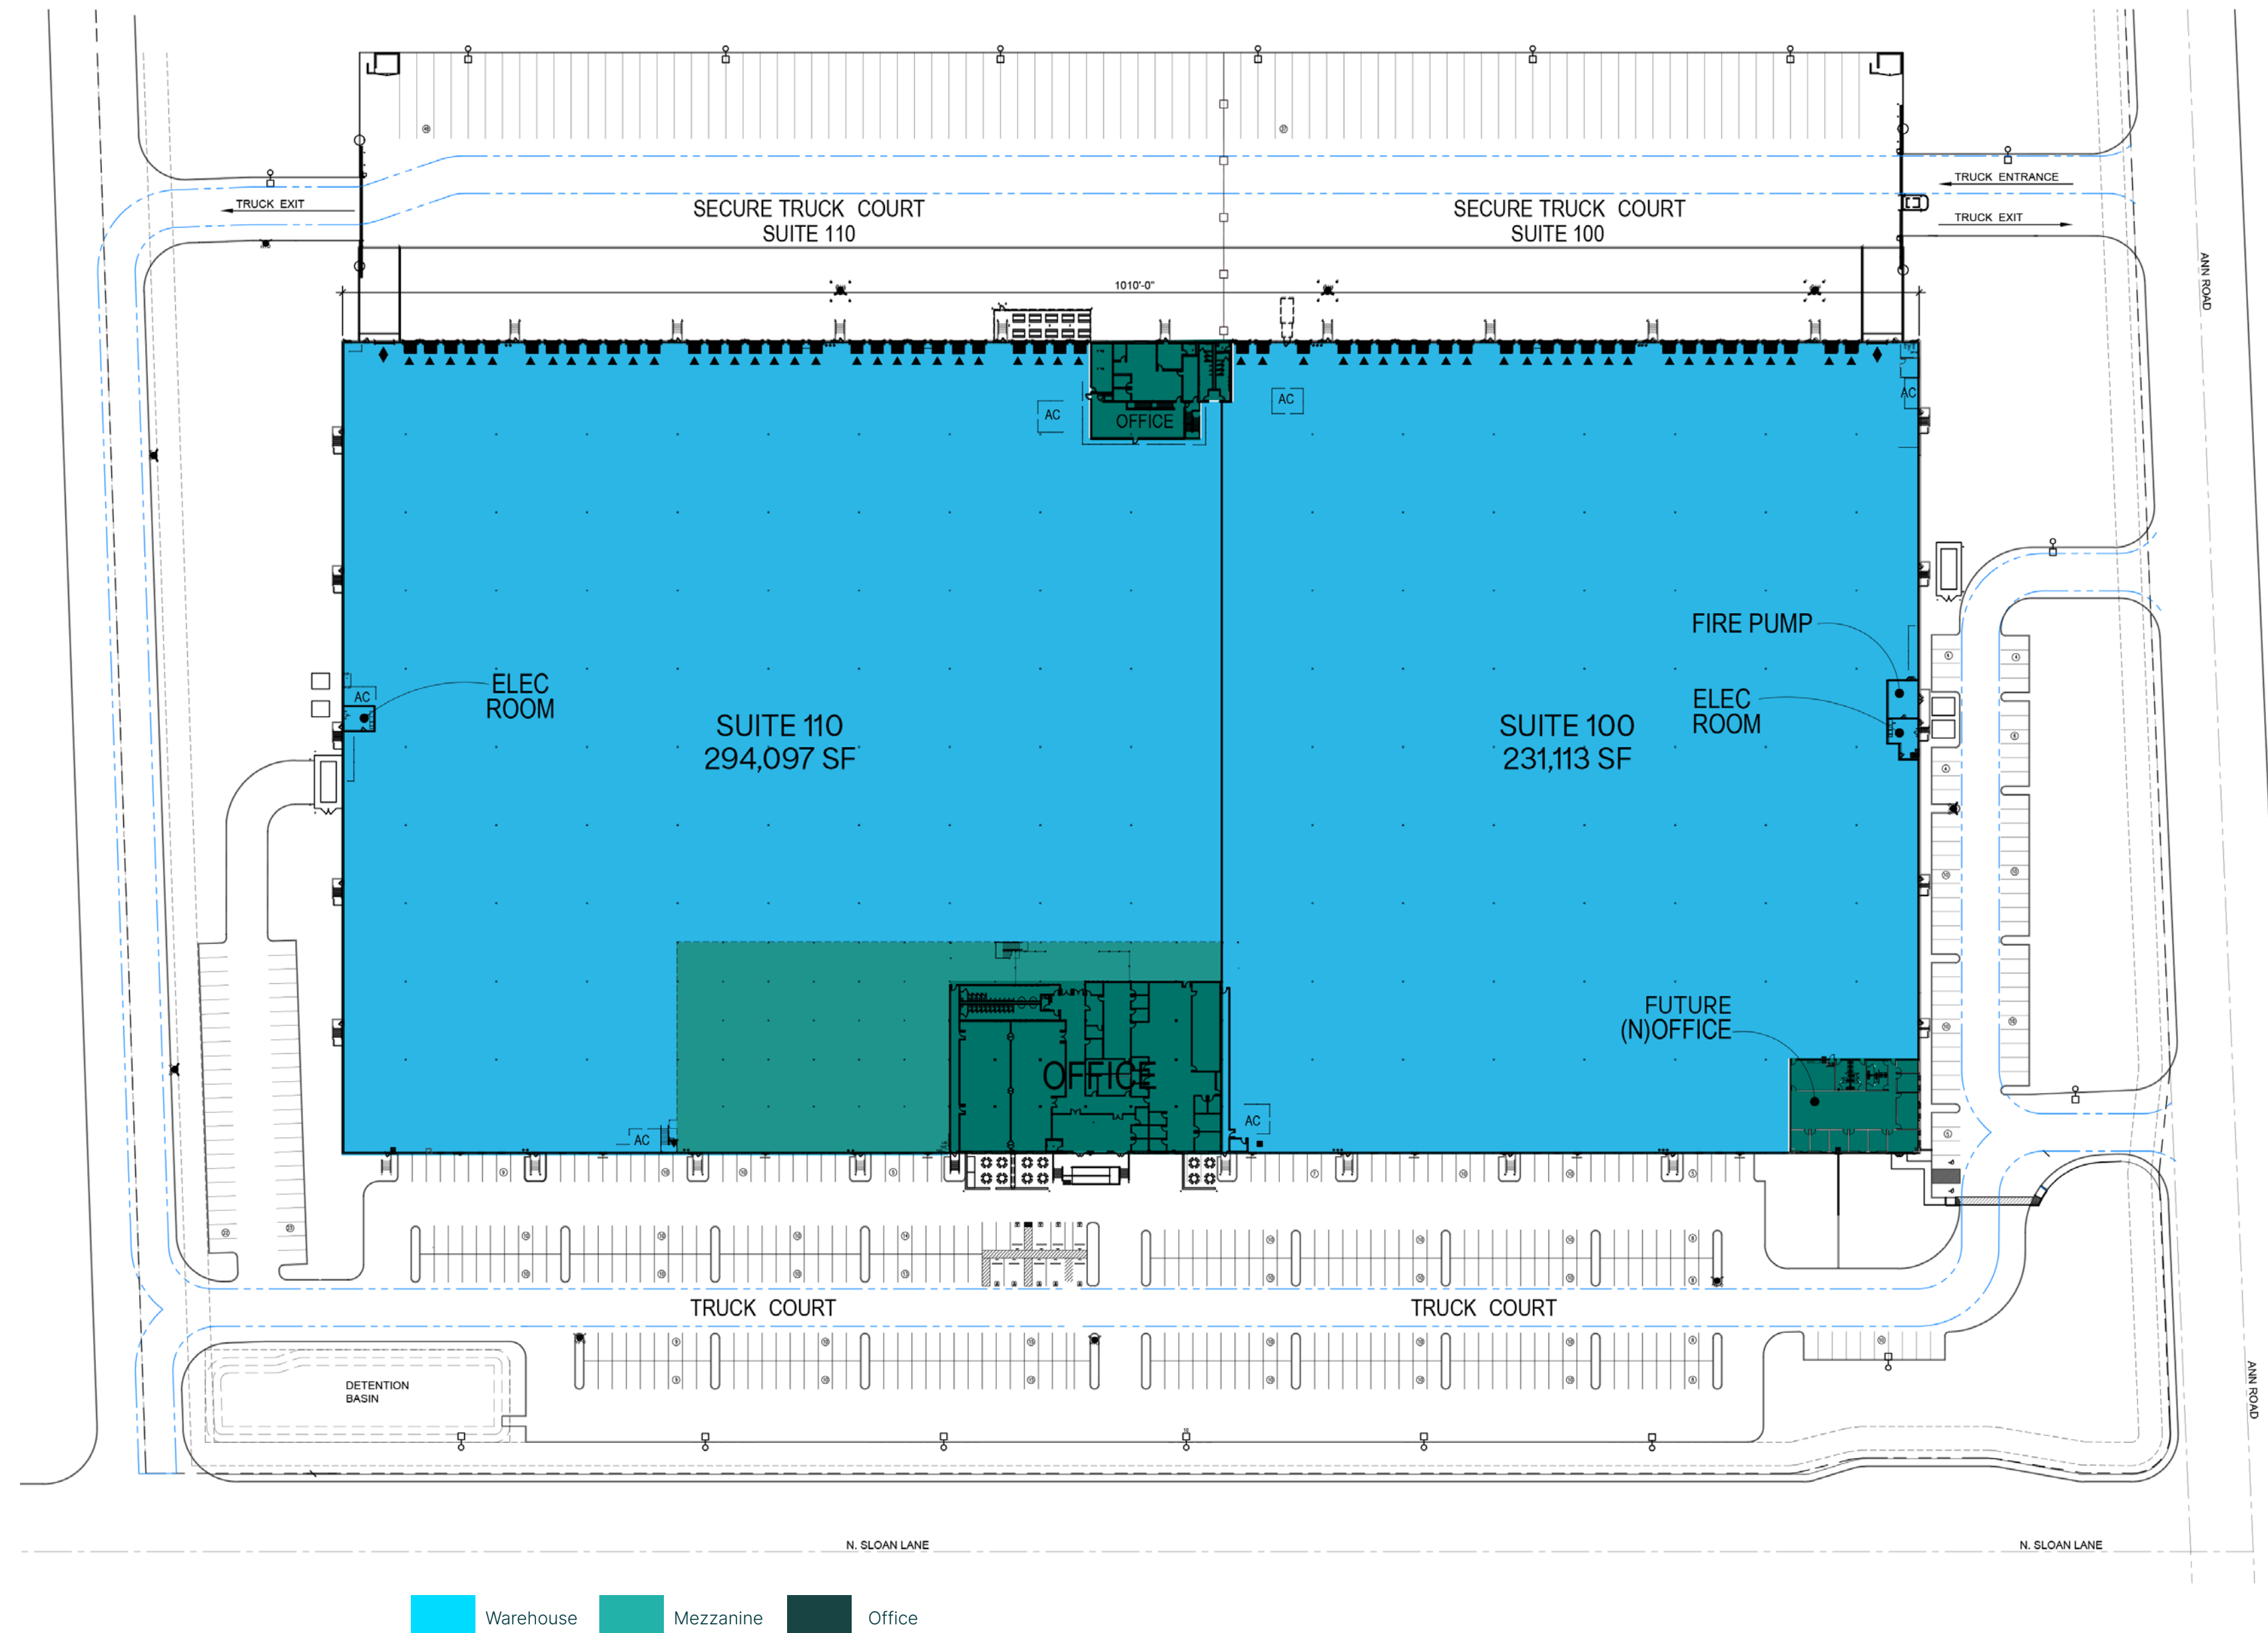 TRUCK ENTRANCE
TRUCK EXIT
TRUCK EXIT
SECURE TRUCK COURT
SUITE 110
SECURE TRUCK COURT
SUITE 100
ANN ROAD
1010'-0"
AC
OFFICE
AC
AC
FIRE PUMP
ELEC
ROOM
AC
ELEC
ROOM
SUITE 110
294,097 SF
SUITE 100
231,113 SF
FUTURE
(N)OFFICE
OFFICE
AC
AC
TRUCK COURT
TRUCK COURT
DETENTION
BASIN
ANN ROAD
N. SLOAN LANE
N. SLOAN LANE
Warehouse
Mezzanine
Office